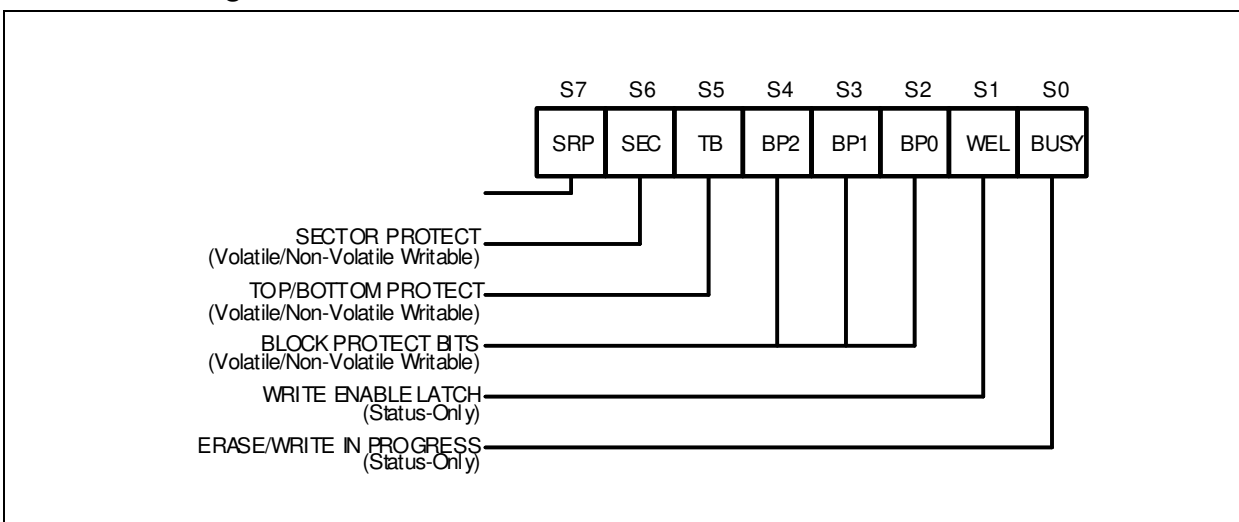 S7 S6 S5 S4 S3 S2 S1 S0
SRP SEC TB BP2 BP1 BP0 WEL BUSY
SECTOR PROTECT
(Volatile/Non-Volatile Writable)
TOP/BOTTOM PROTECT
(Volatile/Non-Volatile Writable)
BLOCK PROTECT BITS
(Volatile/Non-Volatile Writable)
WRITE ENABLE LATCH
(Status-Only)
ERASE/WRITE IN PROGRESS
(Status-Only)